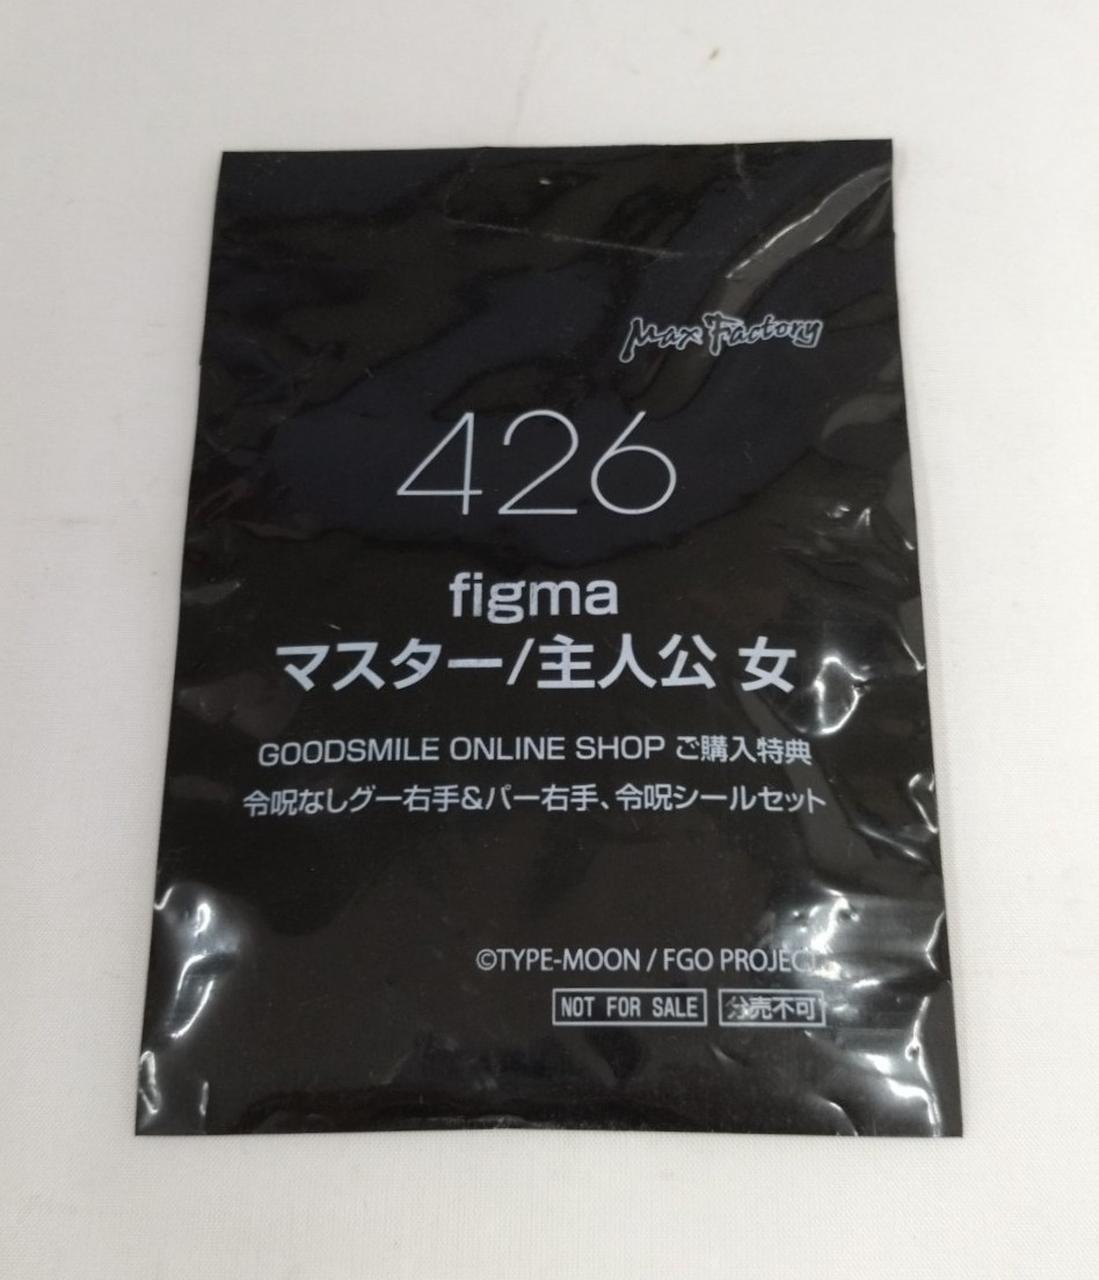 Max Factory
426
figma
マスター/主人公 女
GOODSMILE ONLINE SHOP ご購入特典
令呪なしグー右手&パー右手、令呪シールセット
©TYPE-MOON / FGO PROJECT
NOT FOR SALE 分売不可